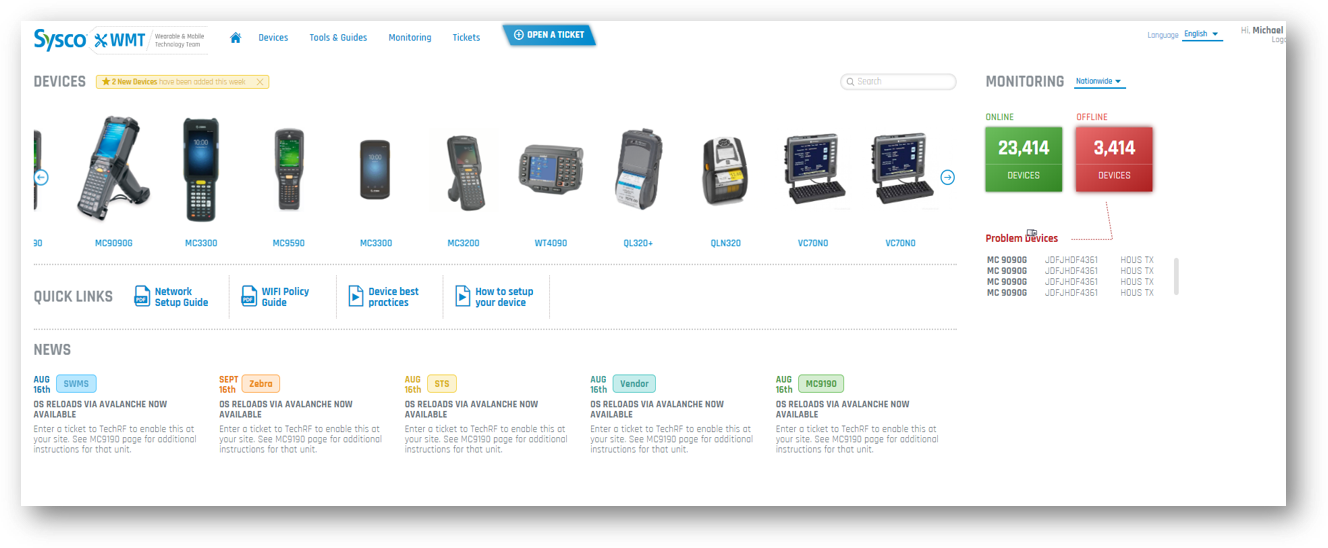 Sysco WMT Wearable & Mobile
Technology Team
Devices Tools & Guides Monitoring Tickets OPEN A TICKET
Language English Hi, Michael
Logo
DEVICES 2 New Devices have been added this week Search
MONITORING Nationwide
ONLINE OFFLINE
23,414 3,414
DEVICES DEVICES
90 MC9090G MC3300 MC9590 MC3300 MC3200 WT4090 QL320+ QLN320 VC70N0 VC70N0
Problem Devices
MC 9090G JDFJHDF4361 HOUS TX
MC 9090G JDFJHDF4361 HOUS TX
MC 9090G JDFJHDF4361 HOUS TX
MC 9090G JDFJHDF4361 HOUS TX
QUICK LINKS
PDF Network
Setup Guide
PDF WIFI Policy
Guide
Device best
practices
How to setup
your device
NEWS
AUG
16th SWMS
OS RELOADS VIA AVALANCHE NOW
AVAILABLE
Enter a ticket to TechRF to enable this at
your site. See MC9190 page for additional
instructions for that unit.
SEPT
16th Zebra
OS RELOADS VIA AVALANCHE NOW
AVAILABLE
Enter a ticket to TechRF to enable this at
your site. See MC9190 page for additional
instructions for that unit.
AUG
16th STS
OS RELOADS VIA AVALANCHE NOW
AVAILABLE
Enter a ticket to TechRF to enable this at
your site. See MC9190 page for additional
instructions for that unit.
AUG
16th Vendor
OS RELOADS VIA AVALANCHE NOW
AVAILABLE
Enter a ticket to TechRF to enable this at
your site. See MC9190 page for additional
instructions for that unit.
AUG
16th MC9190
OS RELOADS VIA AVALANCHE NOW
AVAILABLE
Enter a ticket to TechRF to enable this at
your site. See MC9190 page for additional
instructions for that unit.